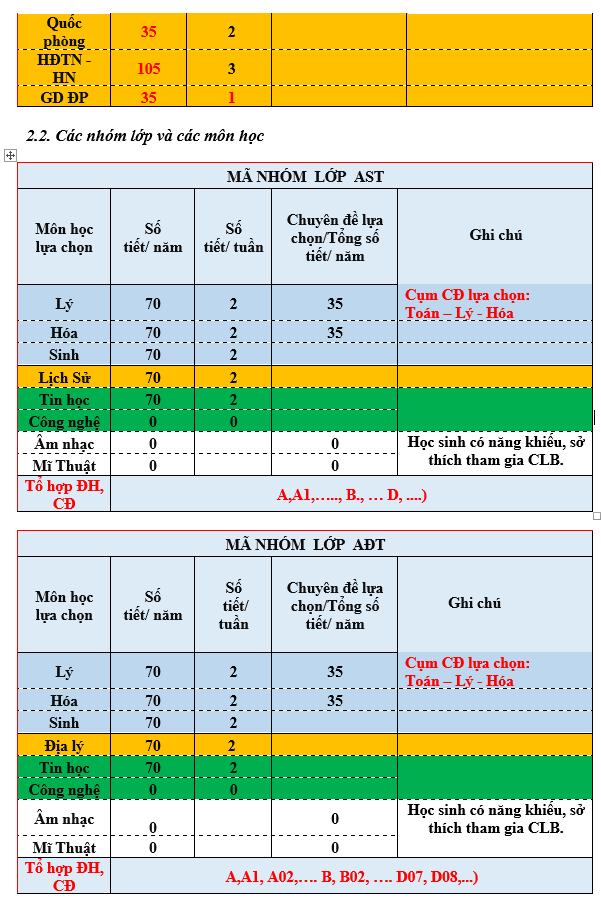 Quốc phòng 35 2
HĐTN - HN 105 3
GD ĐP 35 1
2.2. Các nhóm lớp và các môn học
MÃ NHÓM LỚP AST
Môn học lựa chọn Số tiết/ năm Số tiết/ tuần Chuyên đề lựa chọn/Tổng số tiết/ năm Ghi chú
Lý 70 2 35 Cụm CĐ lựa chọn: Toán – Lý - Hóa
Hóa 70 2 35
Sinh 70 2
Lịch Sử 70 2
Tin học 70 2
Công nghệ 0 0
Âm nhạc 0 0 Học sinh có năng khiếu, sở thích tham gia CLB.
Mĩ Thuật 0 0
Tổ hợp ĐH, CĐ A,A1,….., B., … D, ....)
MÃ NHÓM LỚP AĐT
Môn học lựa chọn Số tiết/ năm Số tiết/ tuần Chuyên đề lựa chọn/Tổng số tiết/ năm Ghi chú
Lý 70 2 35 Cụm CĐ lựa chọn: Toán – Lý - Hóa
Hóa 70 2 35
Sinh 70 2
Địa lý 70 2
Tin học 70 2
Công nghệ 0 0
Âm nhạc 0 0 Học sinh có năng khiếu, sở thích tham gia CLB.
Mĩ Thuật 0 0
Tổ hợp ĐH, CĐ A,A1, A02,…. B, B02, …. D07, D08,...)